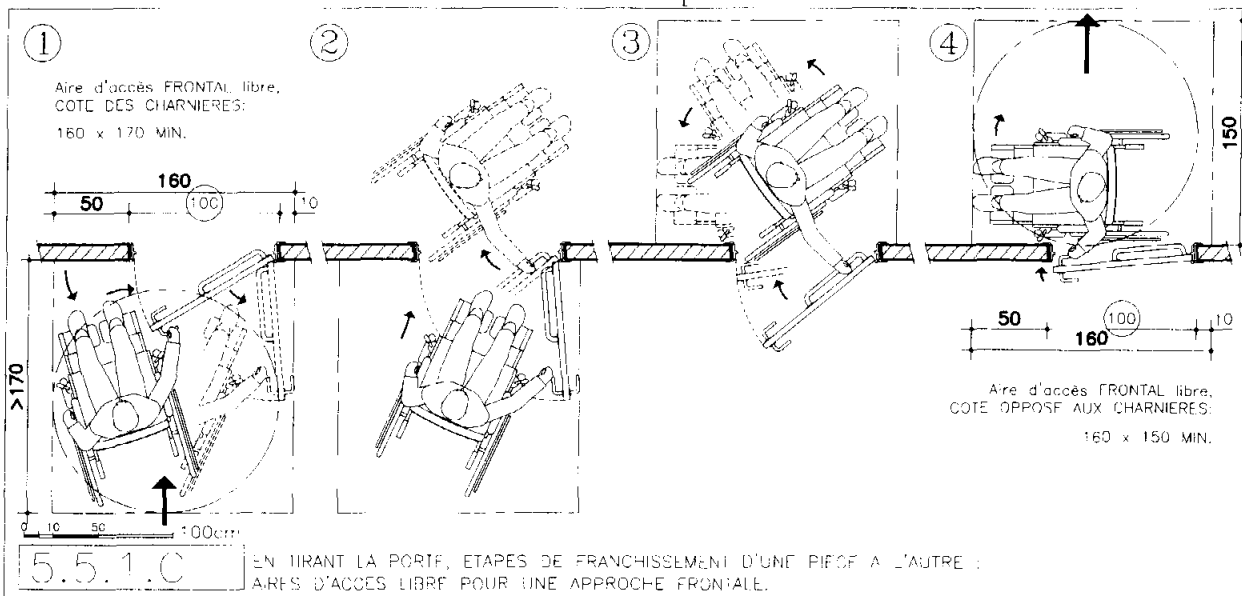 1
2
3
4
Aire d'accès FRONTAL libre,
COTE DES CHARNIERES:
160 x 170 MIN.
160
50
100
10
>170
150
50
100
10
160
Aire d'accès FRONTAL libre,
COTE OPPOSE AUX CHARNIERES:
160 x 150 MIN.
0 10 50 100cm
5.5.1.C
EN TIRANT LA PORTE, ETAPES DE FRANCHISSEMENT D'UNE PIECE A L'AUTRE :
AIRES D'ACCES LIBRE POUR UNE APPROCHE FRONTALE.